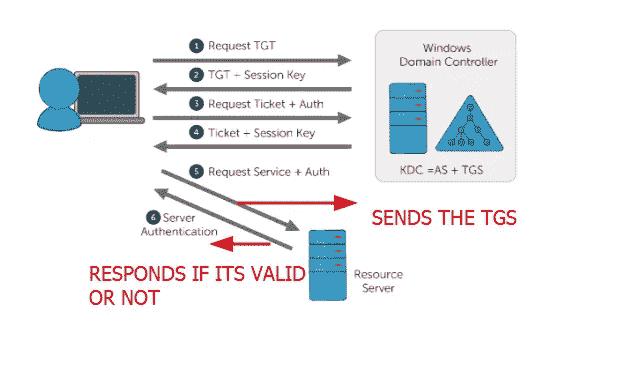 1 Request TGT
2 TGT + Session Key
3 Request Ticket + Auth
4 Ticket + Session Key
5 Request Service + Auth
6 Server
Authentication
Windows
Domain Controller
KDC =AS + TGS
SENDS THE TGS
RESPONDS IF ITS VALID
OR NOT
Resource
Server